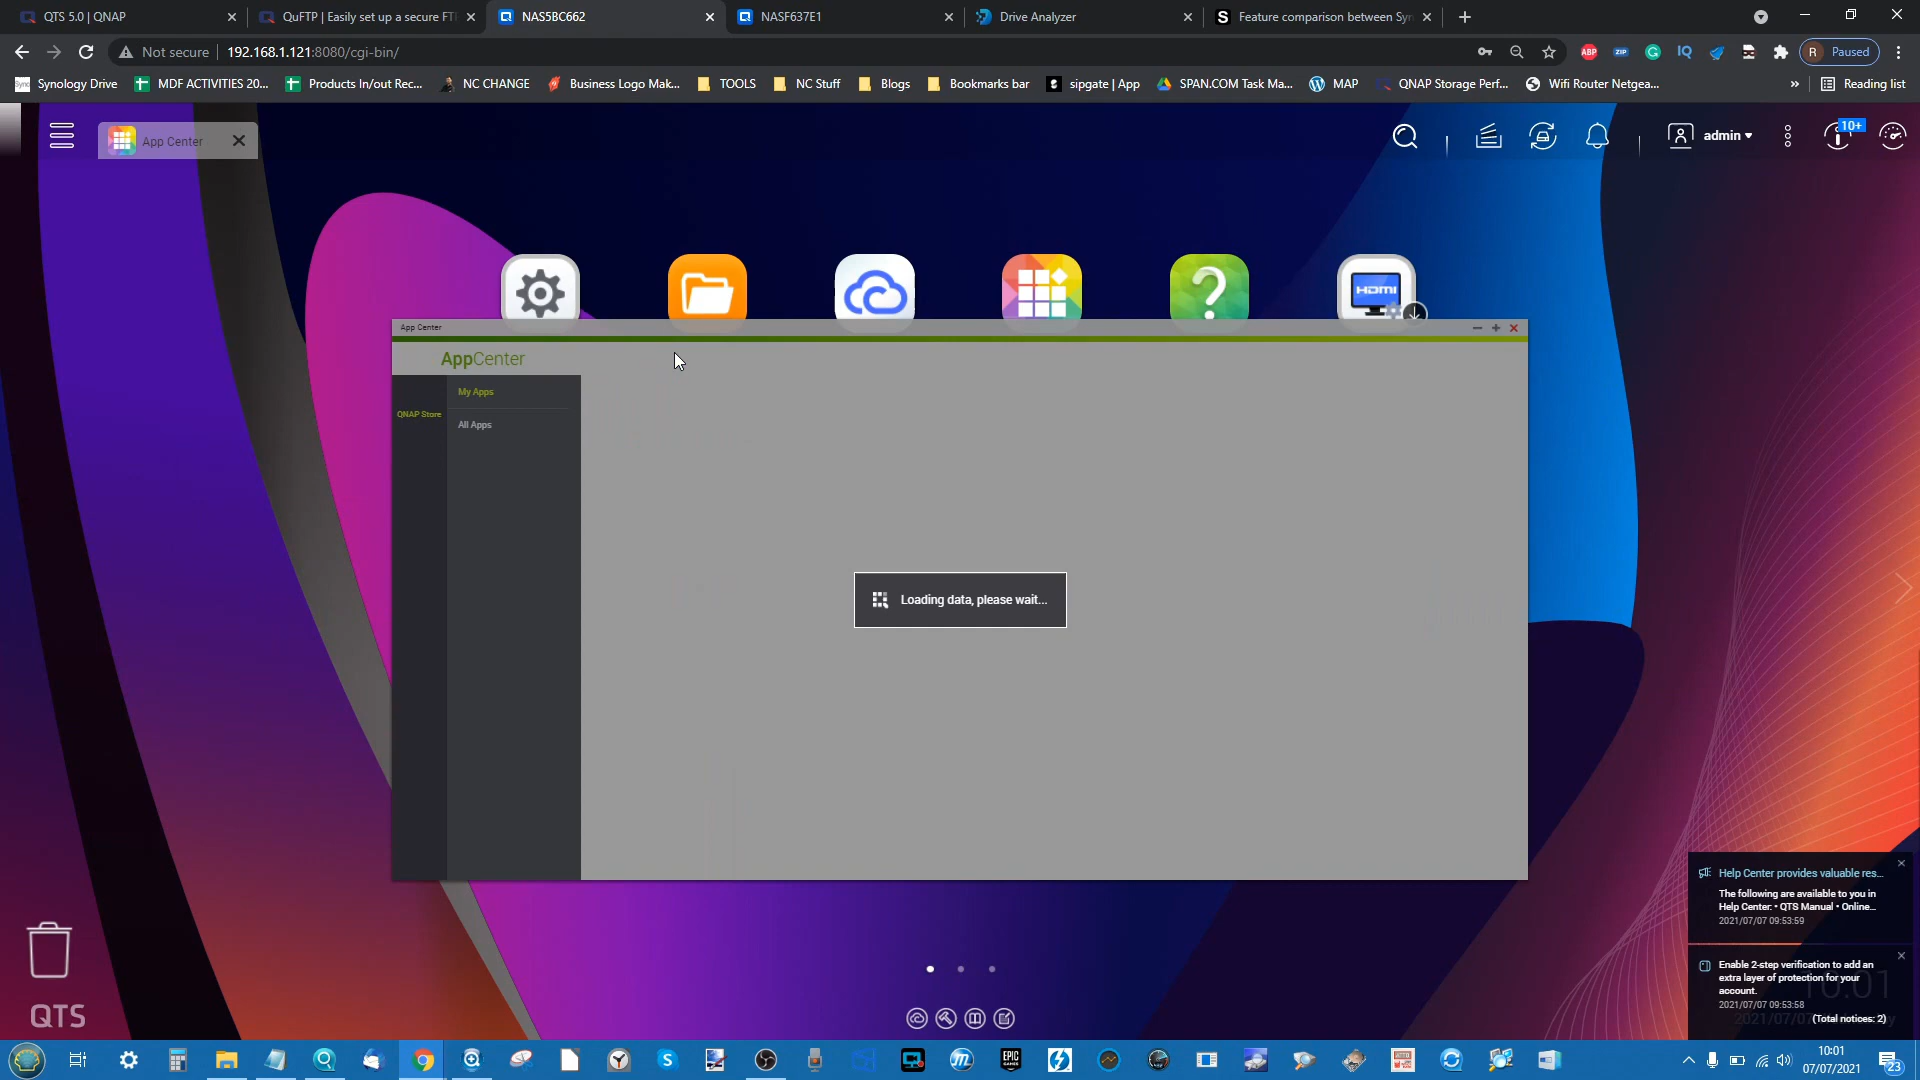 QTS 5.0 | QNAP
QuFTP | Easily set up a secure FT
NAS5BC662
NASF637E1
Drive Analyzer
Feature comparison between Syn
Not secure
192.168.1.121:8080/cgi-bin/
Paused
Synology Drive
MDF ACTIVITIES 20...
Products In/out Rec...
NC CHANGE
Business Logo Mak...
TOOLS
NC Stuff
Blogs
Bookmarks bar
sipgate | App
SPAN.COM Task Ma...
MAP
QNAP Storage Perf...
Wifi Router Netgea...
Reading list
App Center
admin
10+
HDMI
App Center
AppCenter
My Apps
QNAP Store
All Apps
Loading data, please wait...
Help Center provides valuable res...
The following are available to you in
Help Center: • QTS Manual • Online...
2021/07/07 09:53:59
Enable 2-step verification to add an
extra layer of protection for your
account.
2021/07/07 09:53:58
(Total notices: 2)
10:01
QTS
10:01
07/07/2021
23